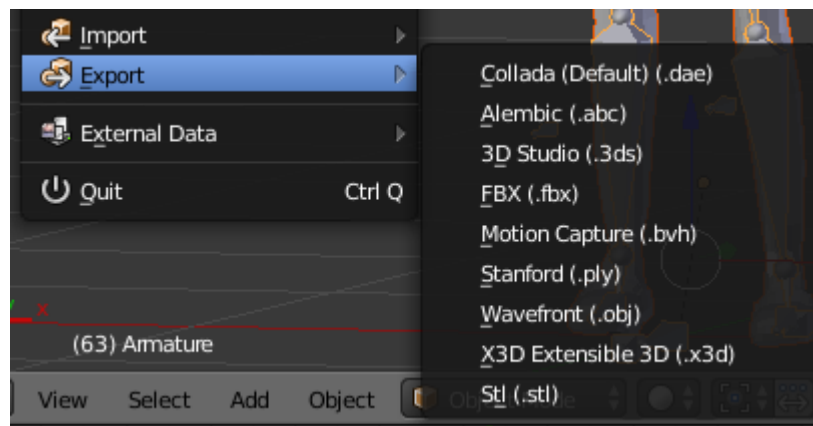 Import
Export
External Data
Quit Ctrl Q
Collada (Default) (.dae)
Alembic (.abc)
3D Studio (.3ds)
FBX (.fbx)
Motion Capture (.bvh)
Stanford (.ply)
Wavefront (.obj)
X3D Extensible 3D (.x3d)
Stl (.stl)
x
(63) Armature
View Select Add Object